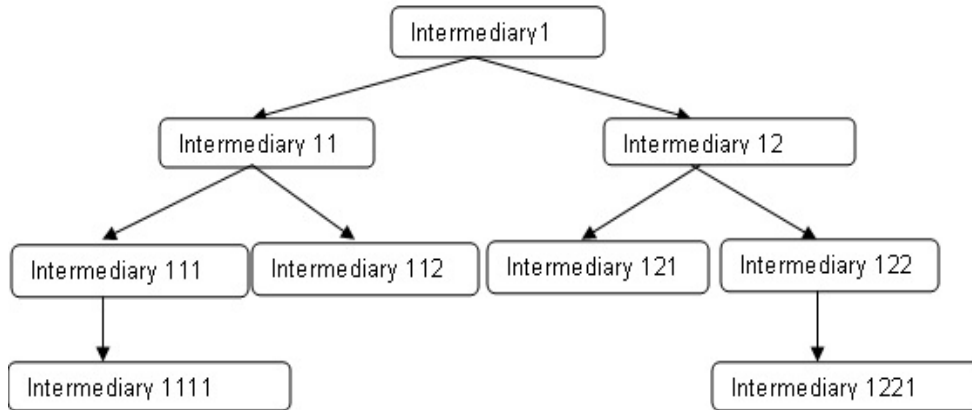 Intermediary1
Intermediary 11
Intermediary 12
Intermediary 111
Intermediary 112
Intermediary 121
Intermediary 122
Intermediary 1111
Intermediary 1221